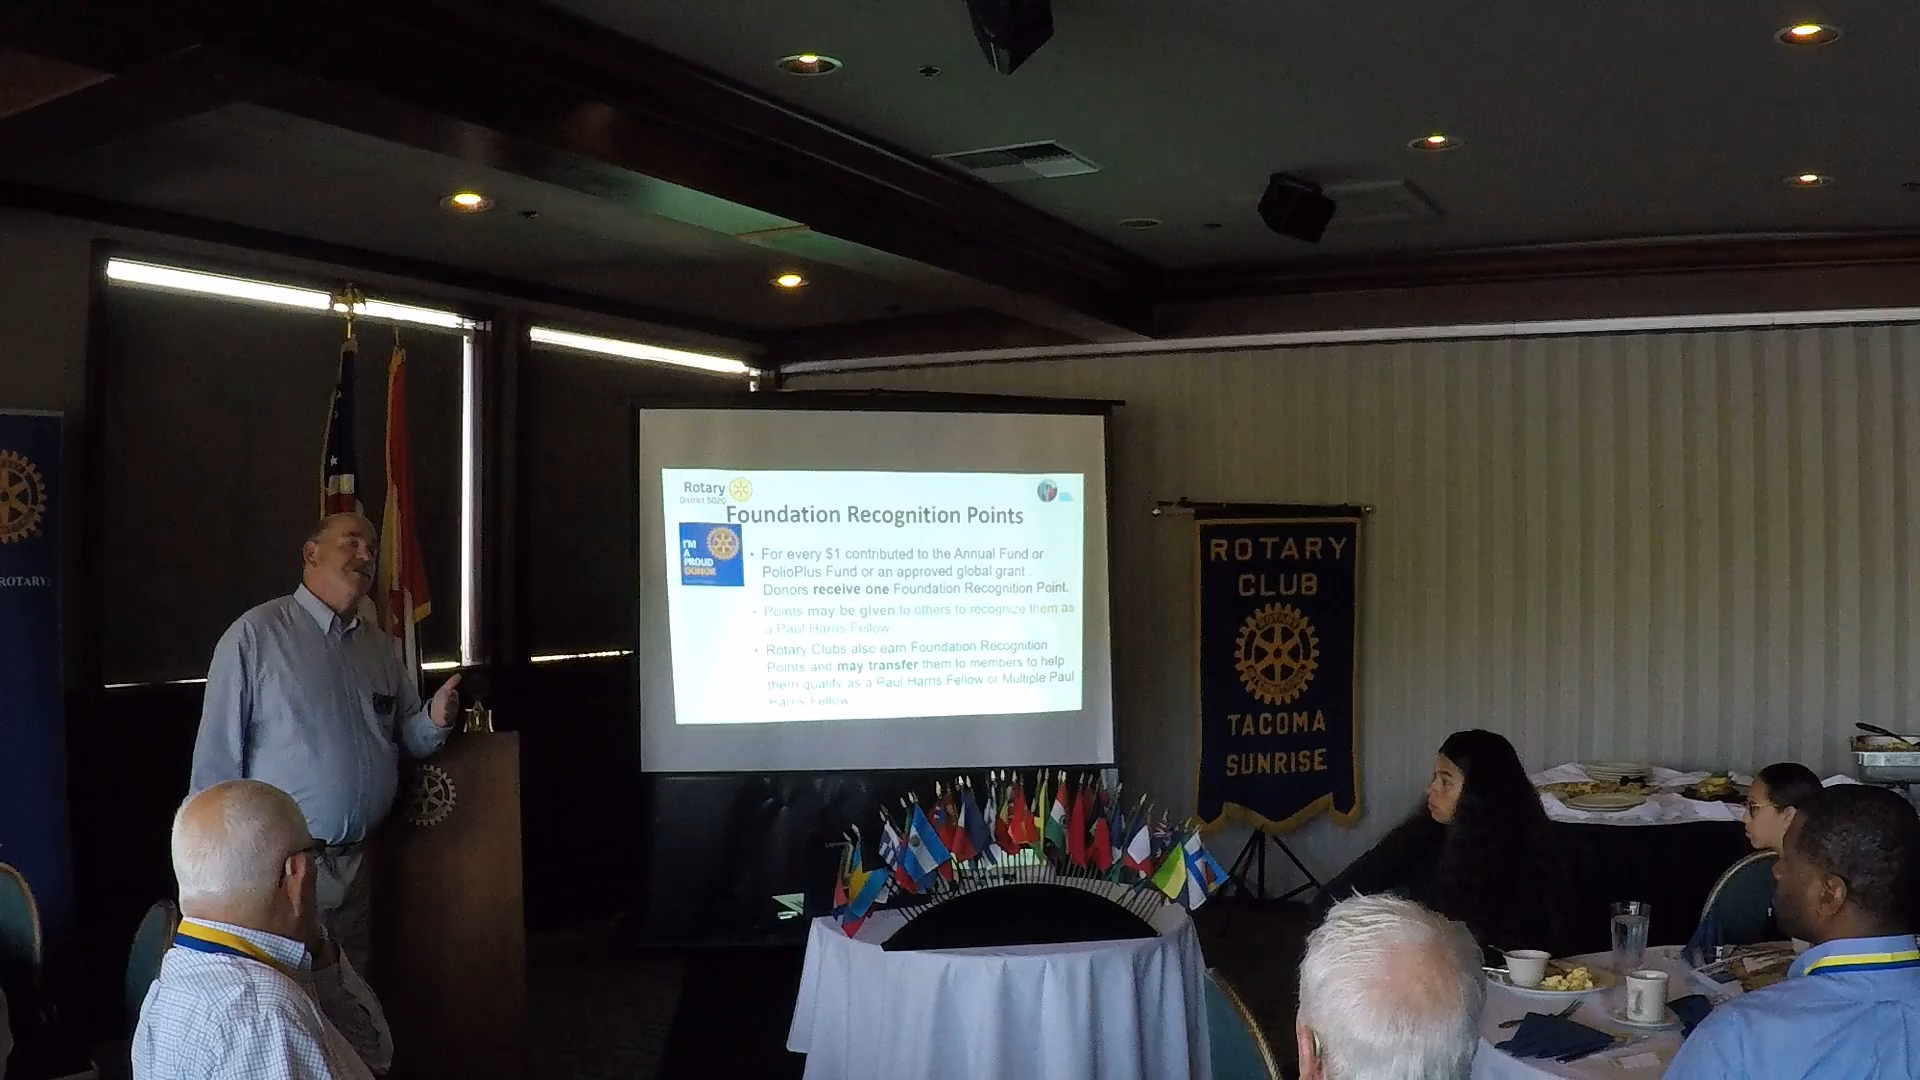 ROTARY
Rotary
District 5020
Foundation Recognition Points
I'M
A
PROUD
DONOR
• For every $1 contributed to the Annual Fund or
PolioPlus Fund or an approved global grant .
Donors receive one Foundation Recognition Point.
• Points may be given to others to recognize them as
a Paul Harris Fellow
• Rotary Clubs also earn Foundation Recognition
Points and may transfer them to members to help
them qualify as a Paul Harris Fellow or Multiple Paul
Harris Fellow
ROTARY
CLUB
TACOMA
SUNRISE